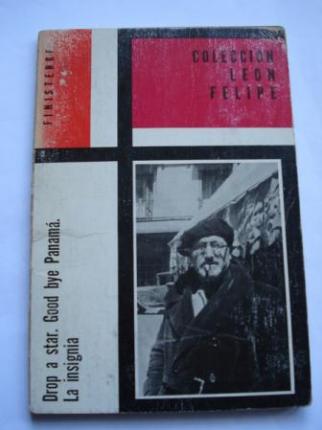 FINISTERRE
COLECCION
LEON
FELIPE
Drop a star. Good bye Panamá.
La insignia